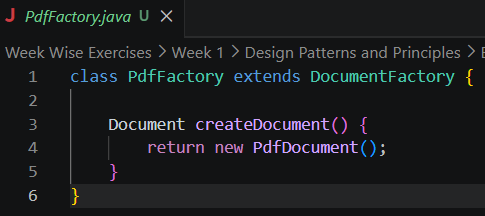 J PdfFactory.java U ×
Week Wise Exercises > Week 1 > Design Patterns and Principles >
1 class PdfFactory extends DocumentFactory {
2
3 Document createDocument() {
4 return new PdfDocument();
5 }
6 }